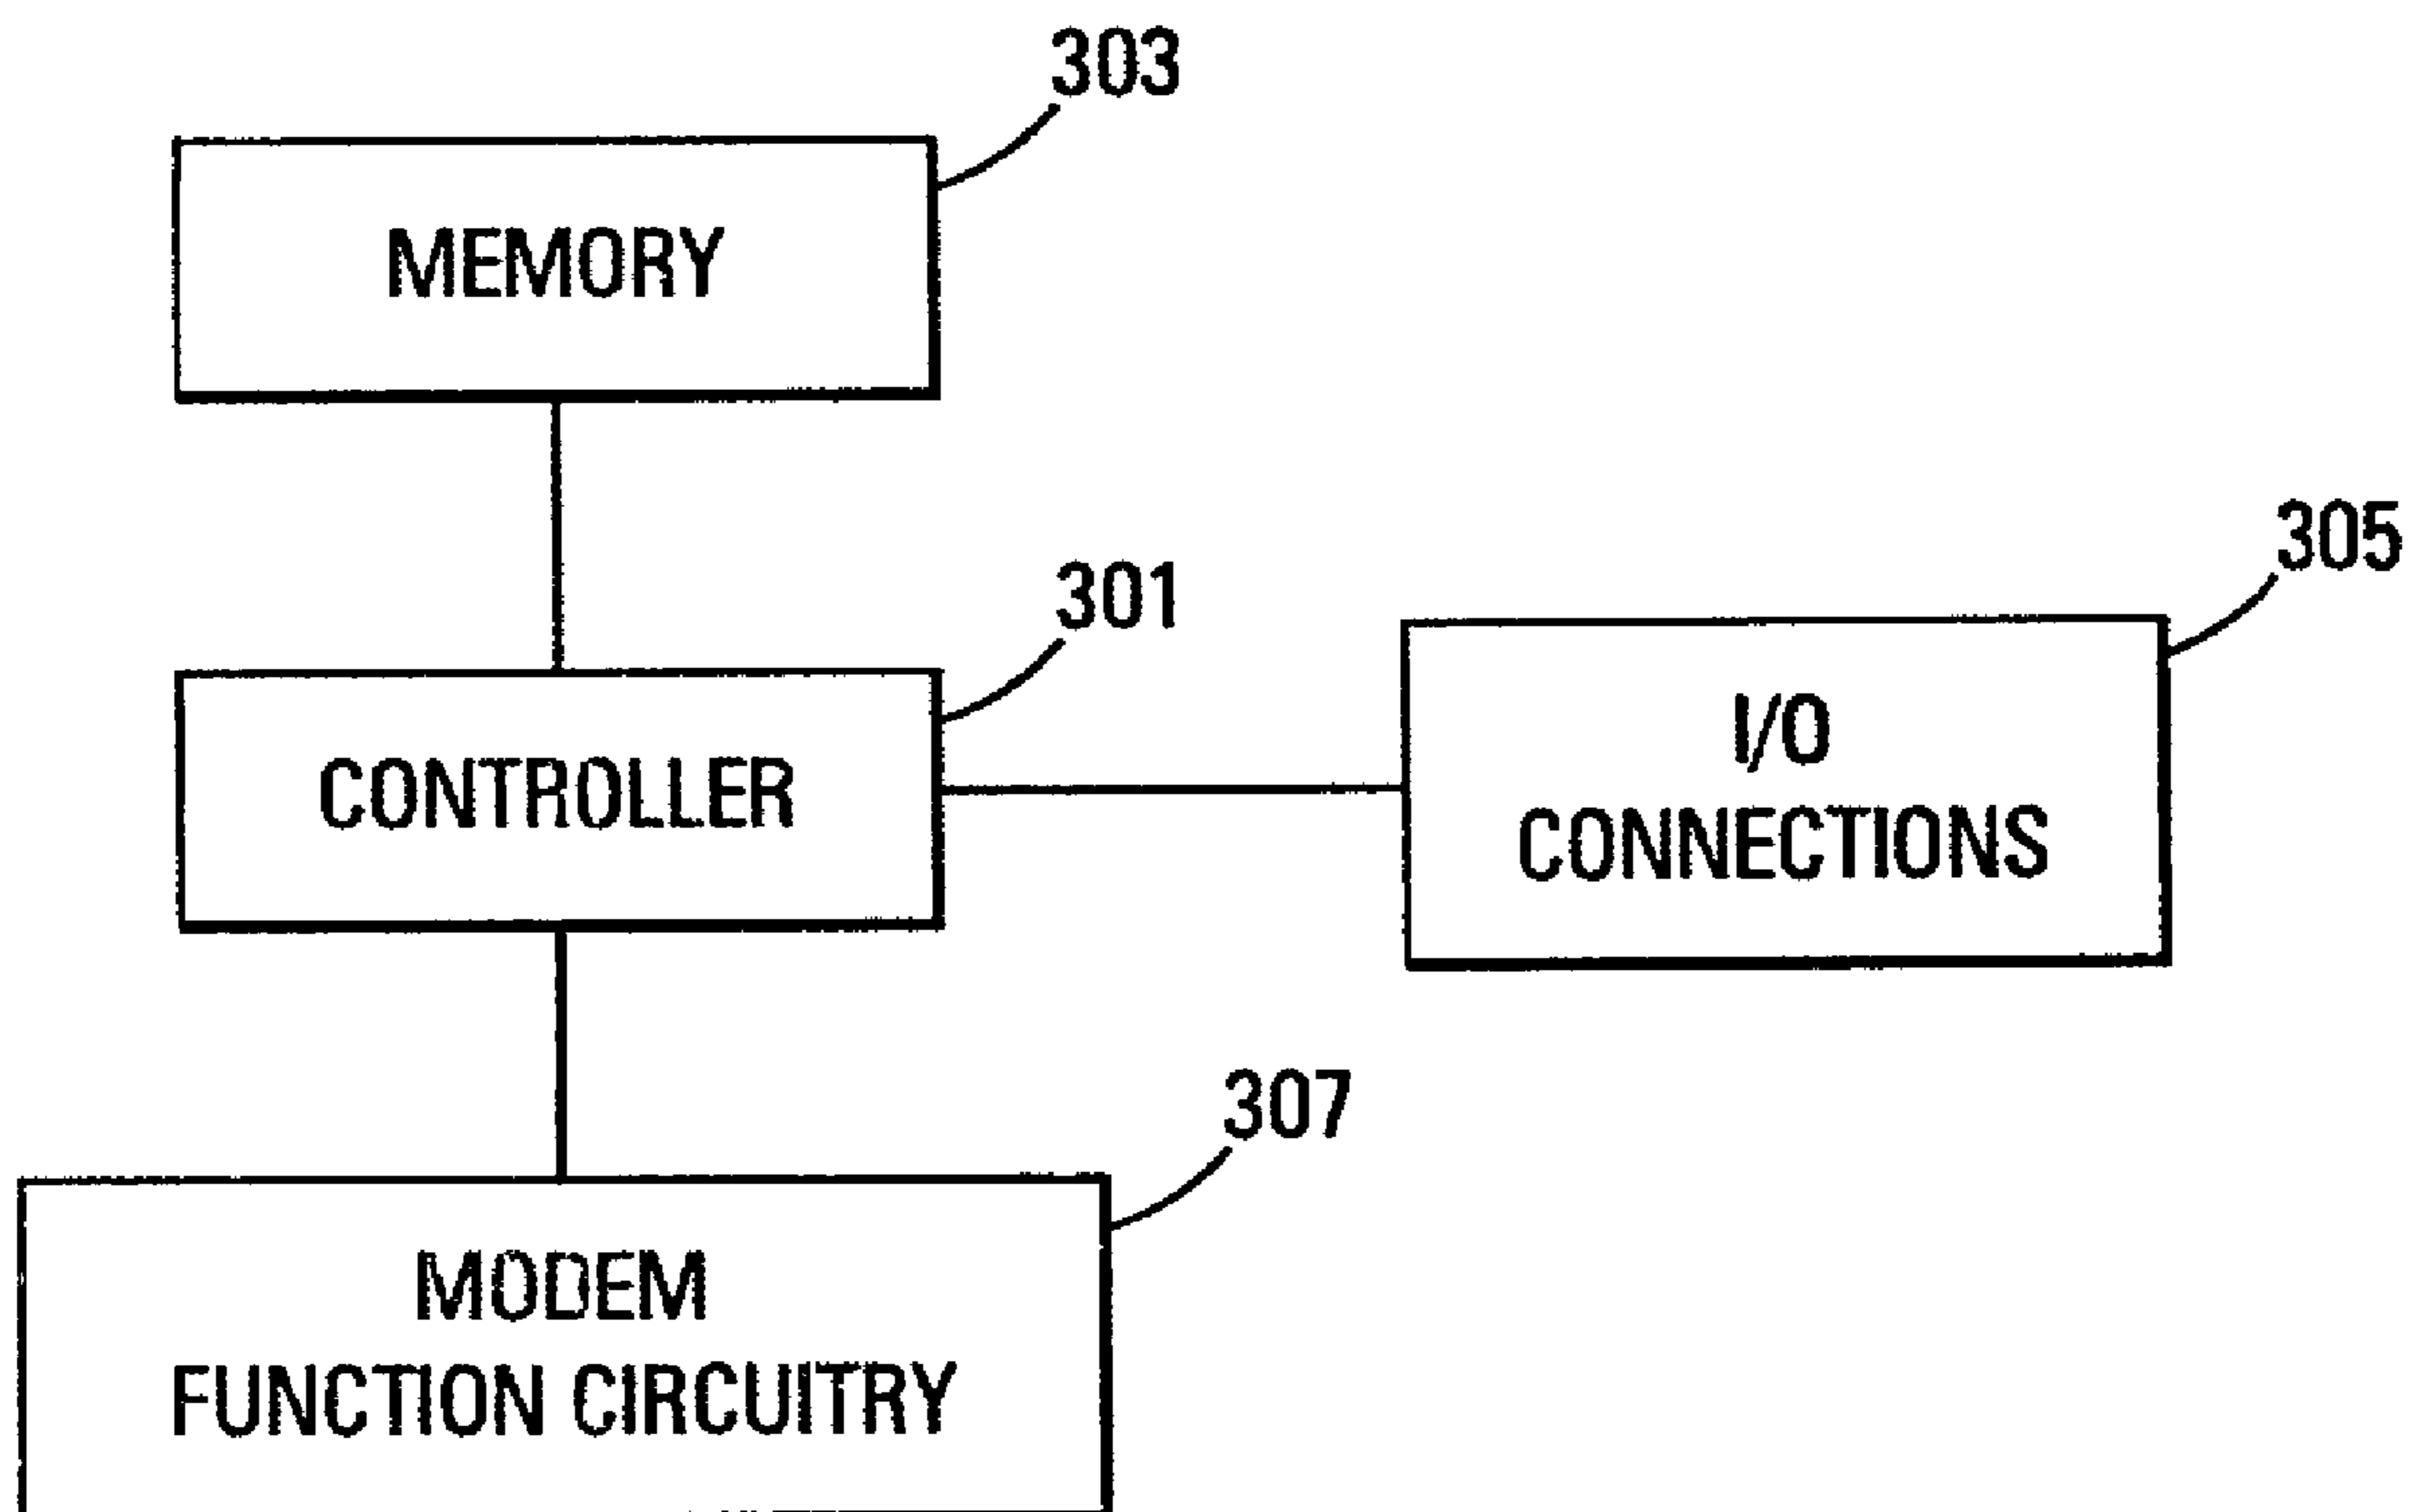 303
MEMORY
301
305
CONTROLLER
I/O
CONNECTIONS
307
MODEM
FUNCTION CIRCUITRY